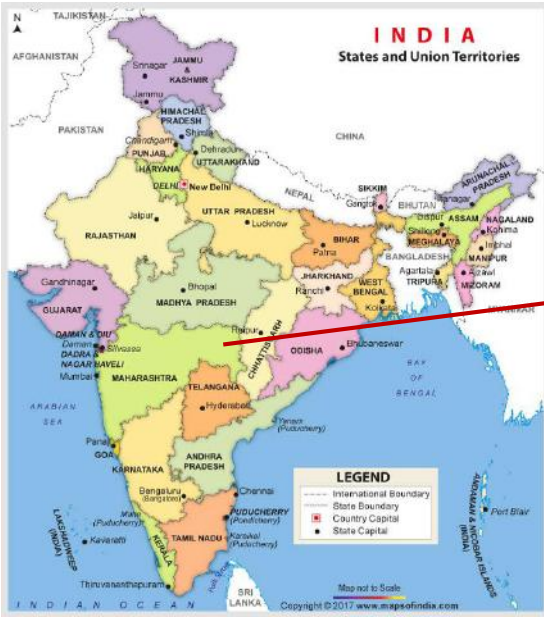 INDIA
States and Union Territories
N
TAJIKISTAN
AFGHANISTAN
JAMMU
&
KASHMIR
Srinagar
Jammu
HIMACHAL
PRADESH
Shimla
PAKISTAN
Chandigarh
PUNJAB
Dehradun
UTTARAKHAND
CHINA
HARYANA
DELHI
New Delhi
ARUNACHAL
PRADESH
NEPAL
SIKKIM
Gangtok
BHUTAN
Itanagar
Dispur
ASSAM
NAGALAND
Kohima
Jaipur
UTTAR PRADESH
Lucknow
RAJASTHAN
BIHAR
Patna
Shillong
MEGHALAYA
Imphal
MANIPUR
BANGLADESH
Agartala
TRIPURA
Aizawl
MIZORAM
Gandhinagar
GUJARAT
Bhopal
MADHYA PRADESH
JHARKHAND
Ranchi
WEST
BENGAL
Kolkata
DAMAN & DIU
Daman
Silvassa
DADRA &
NAGAR HAVELI
Raipur
CHHATTISGARH
ODISHA
Bhubaneswar
Mumbai
MAHARASHTRA
TELANGANA
Hyderabad
BAY
OF
BENGAL
ARABIAN
SEA
Yanam
(Puducherry)
Panaji
GOA
KARNATAKA
ANDHRA
PRADESH
LEGEND
International Boundary
State Boundary
Country Capital
State Capital
Bengaluru
(Bangalore)
Chennai
Mahe
(Puducherry)
PUDUCHERRY
(Pondicherry)
LAKSHADWEEP
(INDIA)
Kavaratti
KERALA
TAMIL NADU
Karaikal
(Puducherry)
ANDAMAN & NICOBAR ISLANDS
(INDIA)
Port Blair
Thiruvananthapuram
SRI
LANKA
Map not to Scale
INDIAN OCEAN
Copyright © 2017 www.mapsofindia.com